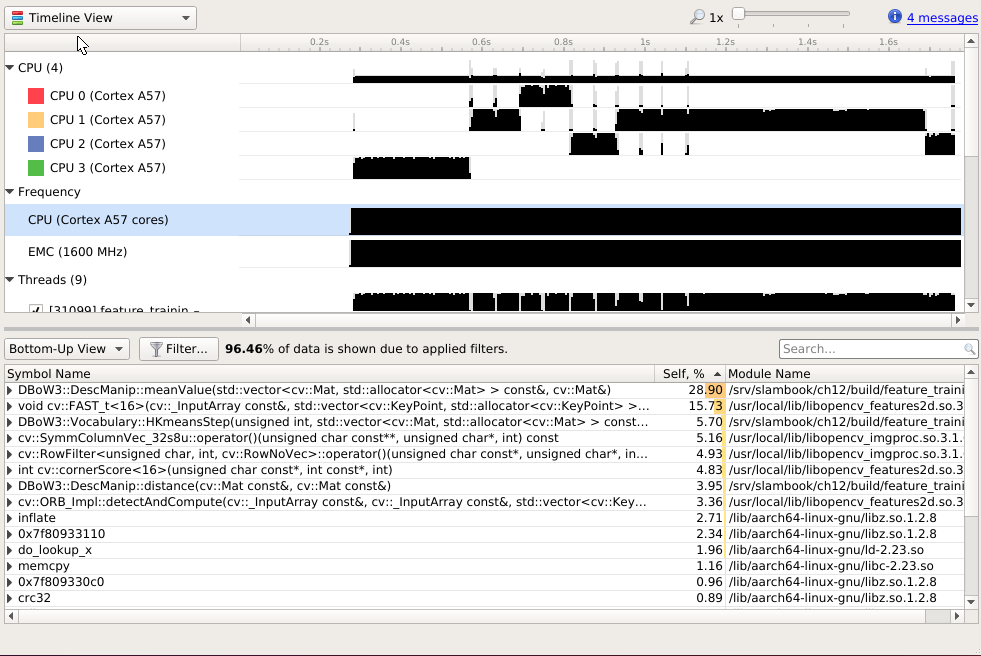 Timeline View 1x 4 messages
0.2s 0.4s 0.6s 0.8s 1s 1.2s 1.4s 1.6s
CPU (4)
CPU 0 (Cortex A57)
CPU 1 (Cortex A57)
CPU 2 (Cortex A57)
CPU 3 (Cortex A57)
Frequency
CPU (Cortex A57 cores)
EMC (1600 MHz)
Threads (9)
[31099] feature_trainin
Bottom-Up View Filter... 96.46% of data is shown due to applied filters. Search...
Symbol Name Self, % Module Name
DBoW3::DescManip::meanValue(std::vector<cv::Mat, std::allocator<cv::Mat> > const&, cv::Mat&) 28.90 /srv/slambook/ch12/build/feature_traini
void cv::FAST_t<16>(cv::_InputArray const&, std::vector<cv::KeyPoint, std::allocator<cv::KeyPoint> >... 15.73 /usr/local/lib/libopencv_features2d.so.3
DBoW3::Vocabulary::HKmeansStep(unsigned int, std::vector<cv::Mat, std::allocator<cv::Mat> > const... 5.70 /usr/local/lib/libopencv_features2d.so.3
cv::SymmColumnVec_32s8u::operator()(unsigned char const**, unsigned char*, int) const 5.16 /usr/local/lib/libopencv_imgproc.so.3.1.
cv::RowFilter<unsigned char, int, cv::RowNoVec>::operator()(unsigned char const*, unsigned char*, in... 4.93 /usr/local/lib/libopencv_imgproc.so.3.1.
int cv::cornerScore<16>(unsigned char const*, int const*, int) 4.83 /usr/local/lib/libopencv_features2d.so.3
DBoW3::DescManip::distance(cv::Mat const&, cv::Mat const&) 3.95 /srv/slambook/ch12/build/feature_traini
cv::ORB_Impl::detectAndCompute(cv::_InputArray const&, cv::_InputArray const&, std::vector<cv::Key... 3.36 /usr/local/lib/libopencv_features2d.so.3
inflate 2.71 /lib/aarch64-linux-gnu/libz.so.1.2.8
0x7f80933110 2.34 /lib/aarch64-linux-gnu/libz.so.1.2.8
do_lookup_x 1.96 /lib/aarch64-linux-gnu/ld-2.23.so
memcpy 1.16 /lib/aarch64-linux-gnu/libc-2.23.so
0x7f809330c0 0.96 /lib/aarch64-linux-gnu/libz.so.1.2.8
crc32 0.89 /lib/aarch64-linux-gnu/libz.so.1.2.8